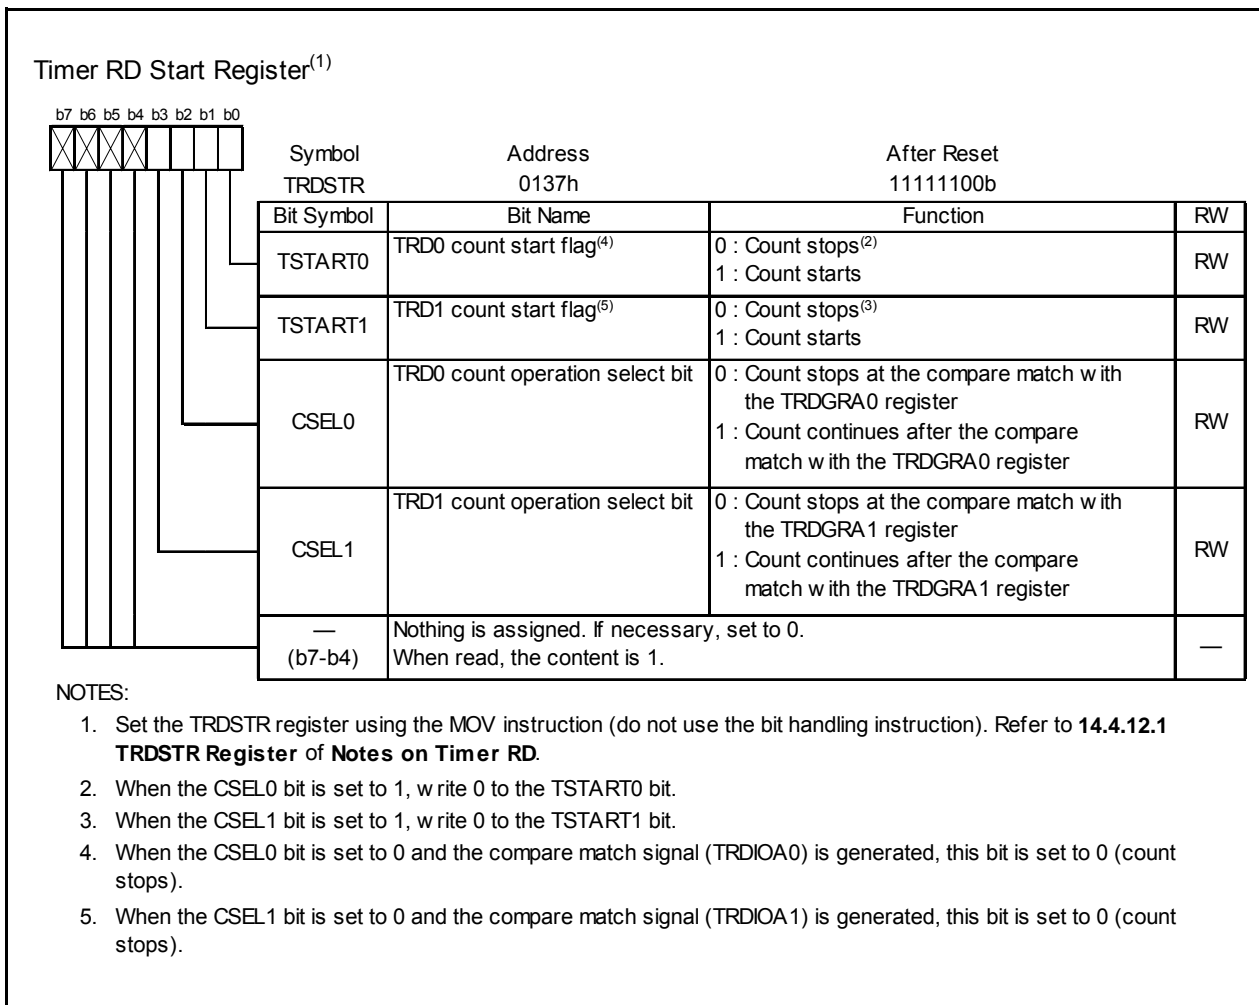 Timer RD Start Register(1)
b7 b6 b5 b4 b3 b2 b1 b0
Symbol Address After Reset
TRDSTR 0137h 11111100b
Bit Symbol Bit Name Function RW
TSTART0 TRD0 count start flag(4) 0 : Count stops(2) RW
1 : Count starts
TSTART1 TRD1 count start flag(5) 0 : Count stops(3) RW
1 : Count starts
CSEL0 TRD0 count operation select bit 0 : Count stops at the compare match with RW
the TRDGRA0 register
1 : Count continues after the compare
match with the TRDGRA0 register
CSEL1 TRD1 count operation select bit 0 : Count stops at the compare match with RW
the TRDGRA1 register
1 : Count continues after the compare
match with the TRDGRA1 register
— Nothing is assigned. If necessary, set to 0. —
(b7-b4) When read, the content is 1.
NOTES:
1. Set the TRDSTR register using the MOV instruction (do not use the bit handling instruction). Refer to 14.4.12.1
TRDSTR Register of Notes on Timer RD.
2. When the CSEL0 bit is set to 1, write 0 to the TSTART0 bit.
3. When the CSEL1 bit is set to 1, write 0 to the TSTART1 bit.
4. When the CSEL0 bit is set to 0 and the compare match signal (TRDIOA0) is generated, this bit is set to 0 (count
stops).
5. When the CSEL1 bit is set to 0 and the compare match signal (TRDIOA1) is generated, this bit is set to 0 (count
stops).